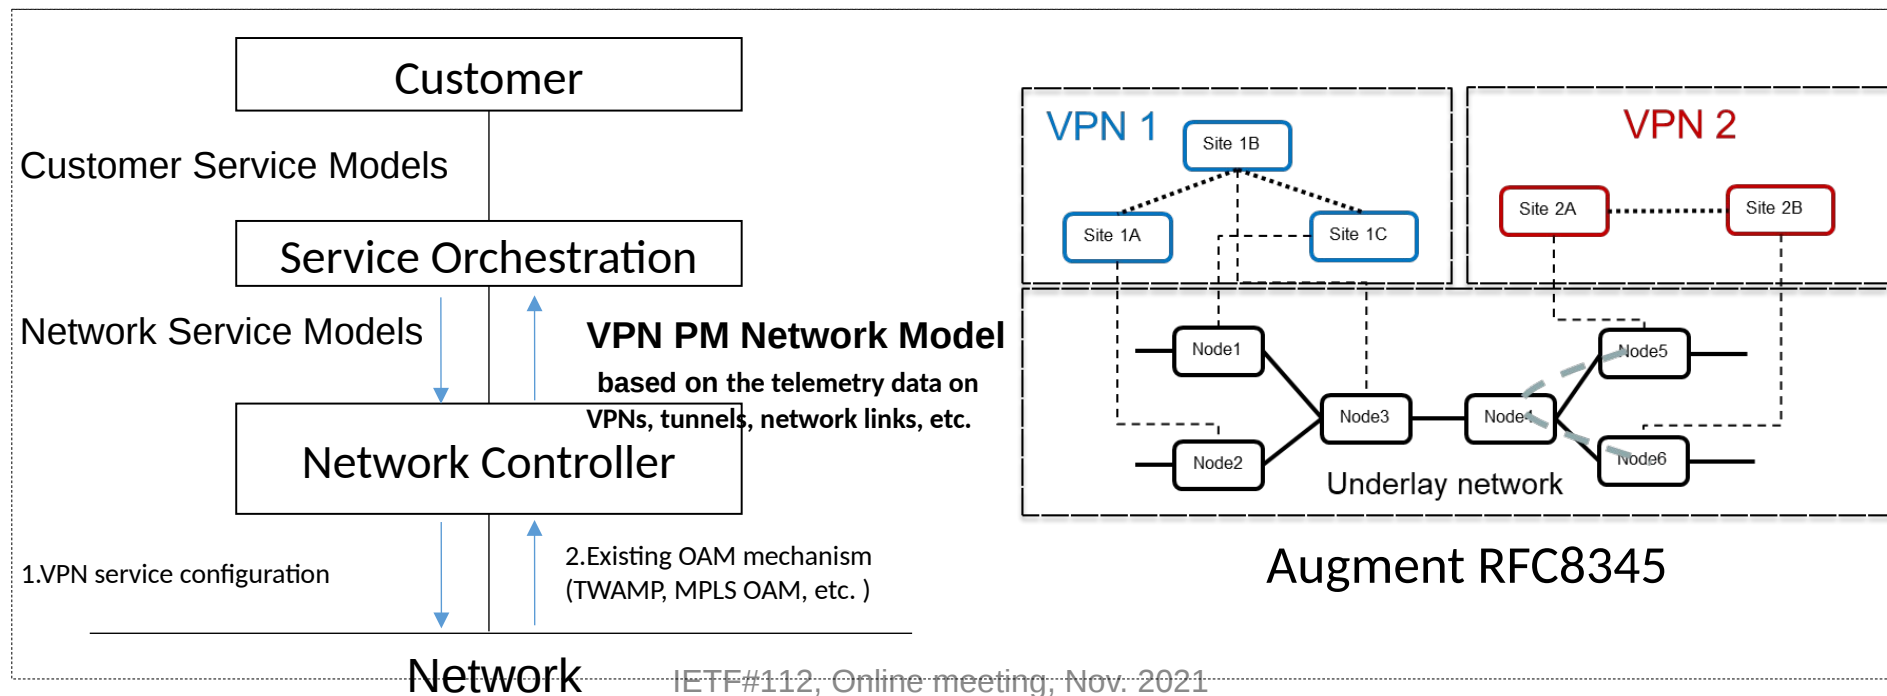 Customer
Customer Service Models
Service Orchestration
Network Service Models
VPN PM Network Model
based on the telemetry data on
VPNs, tunnels, network links, etc.
Network Controller
1.VPN service configuration
2.Existing OAM mechanism
(TWAMP, MPLS OAM, etc. )
Network
VPN 1
Site 1B
Site 1A
Site 1C
VPN 2
Site 2A
Site 2B
Node1
Node5
Node3
Node4
Node2
Node6
Underlay network
Augment RFC8345
IETF#112, Online meeting, Nov. 2021